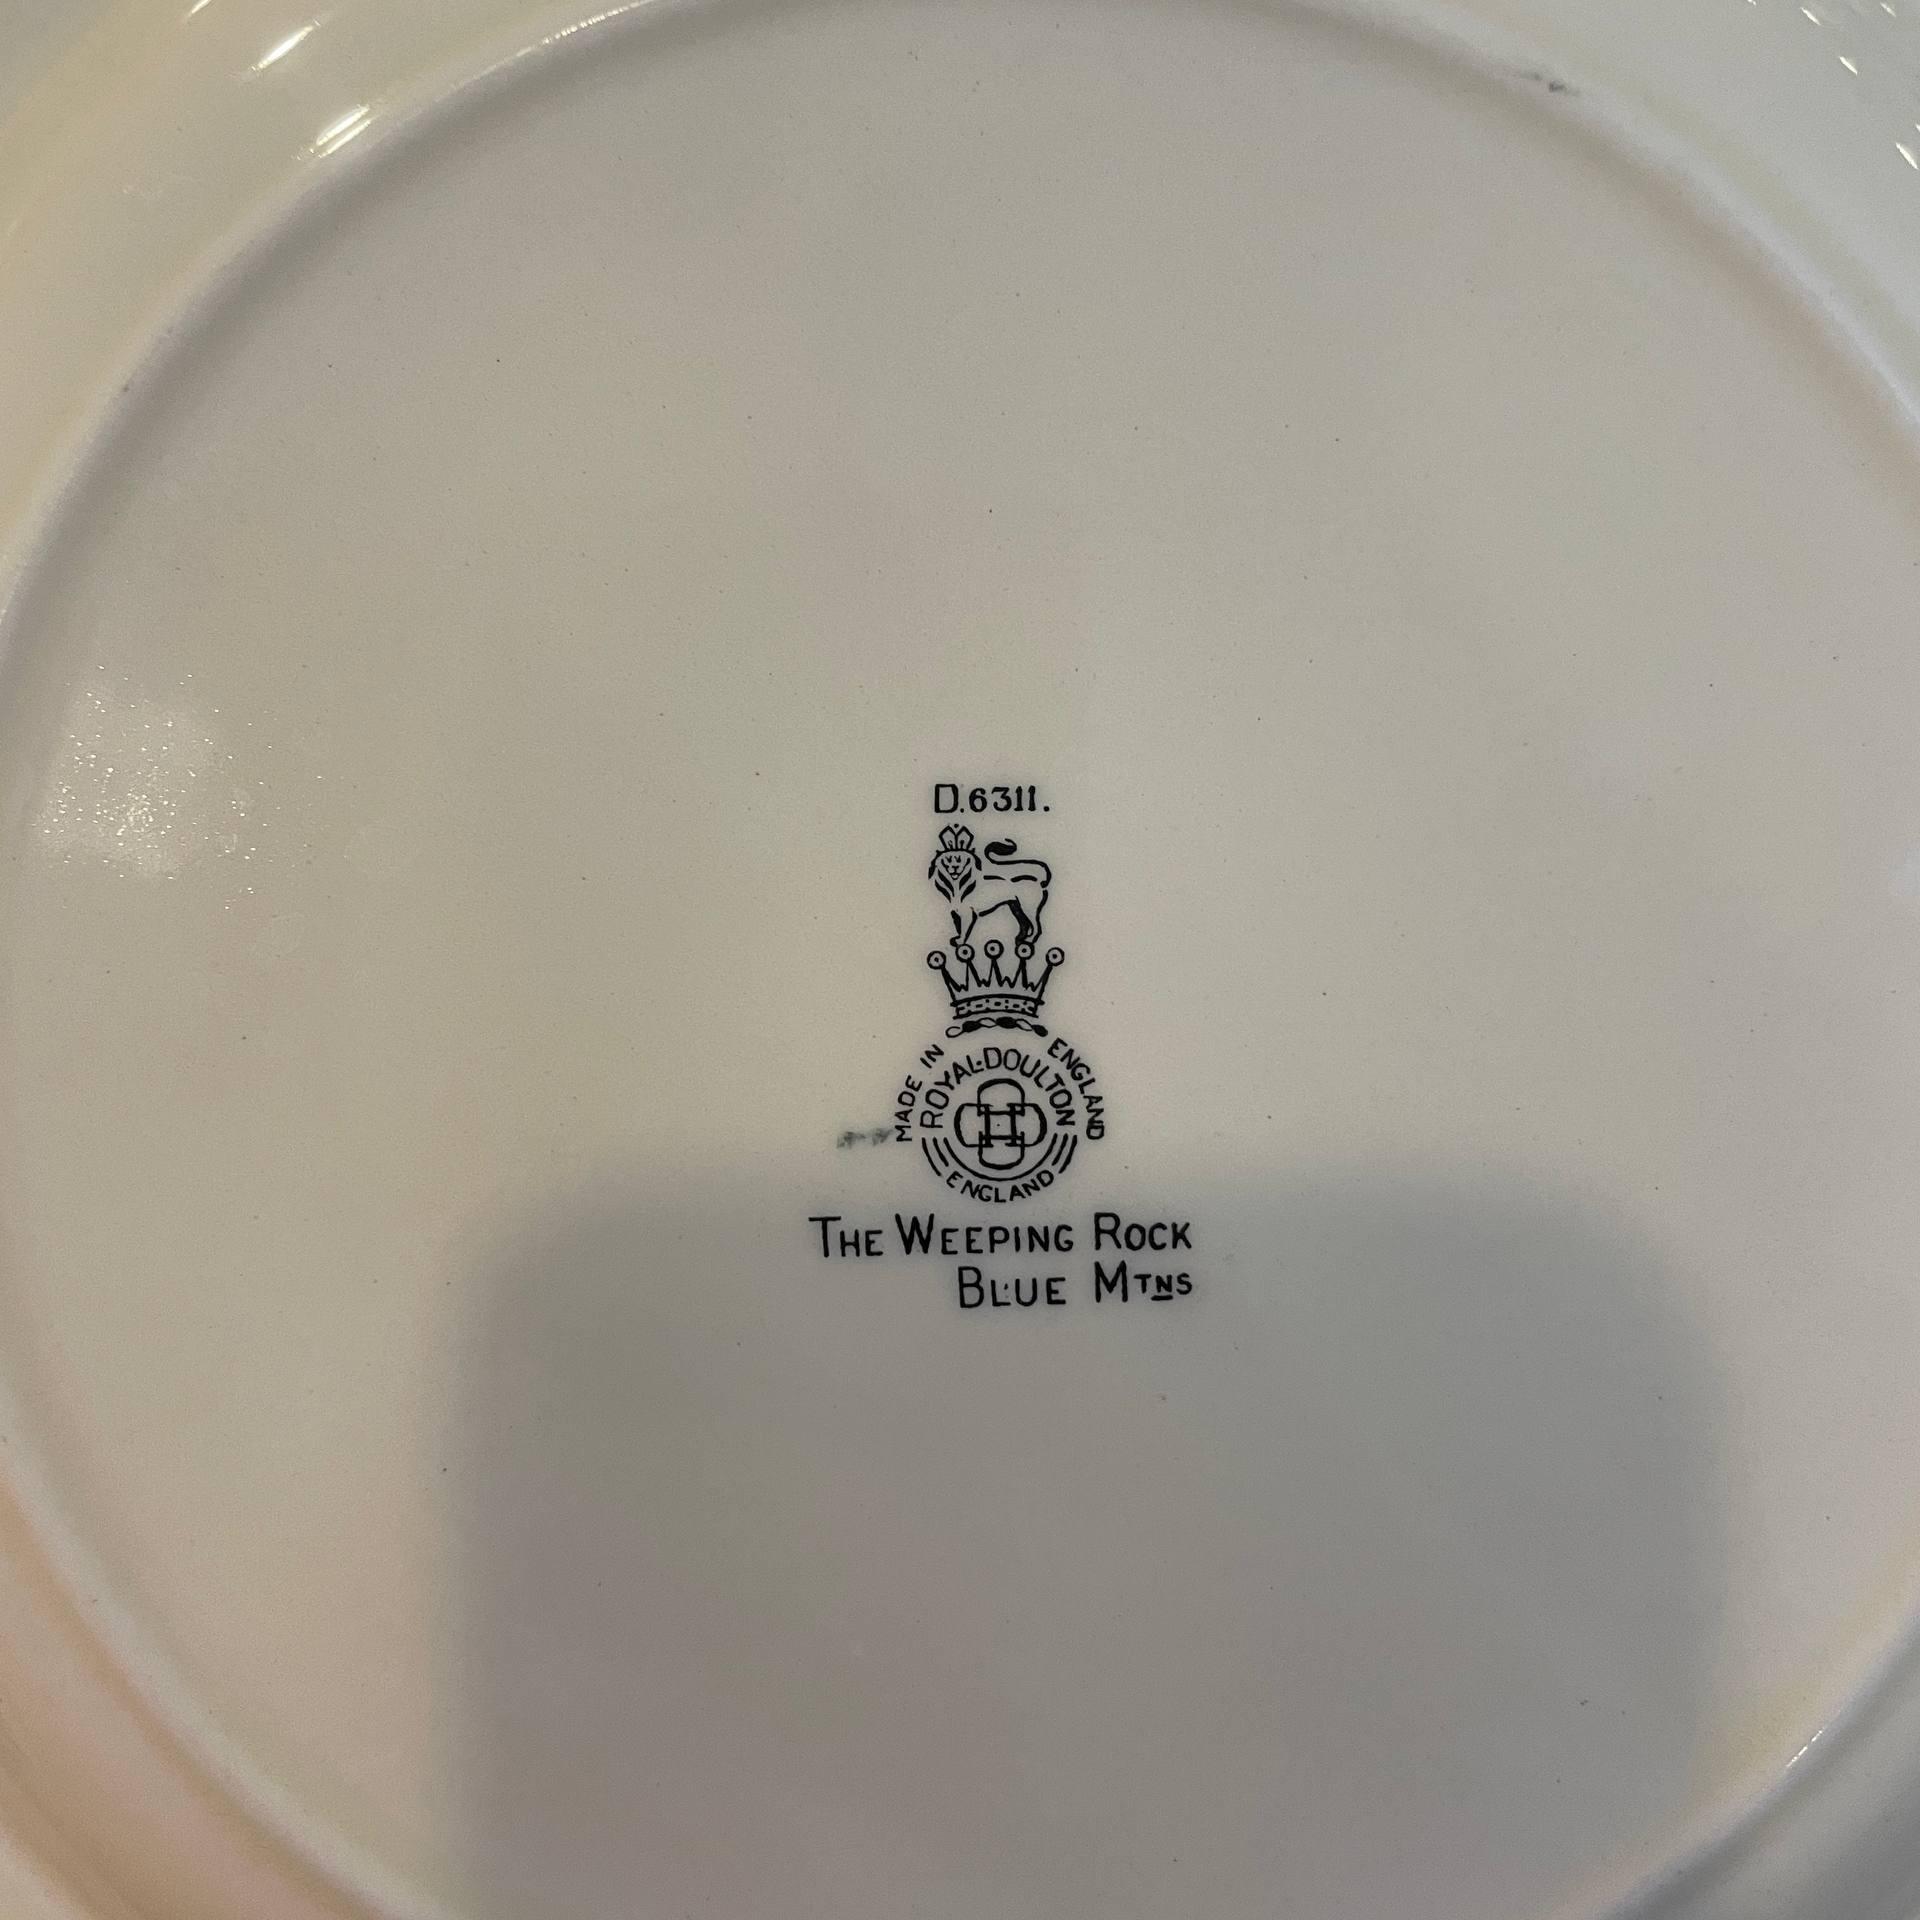 D.6311.
MADE IN ENGLAND
ROYAL·DOULTON
ENGLAND
THE WEEPING ROCK
BLUE MTNS